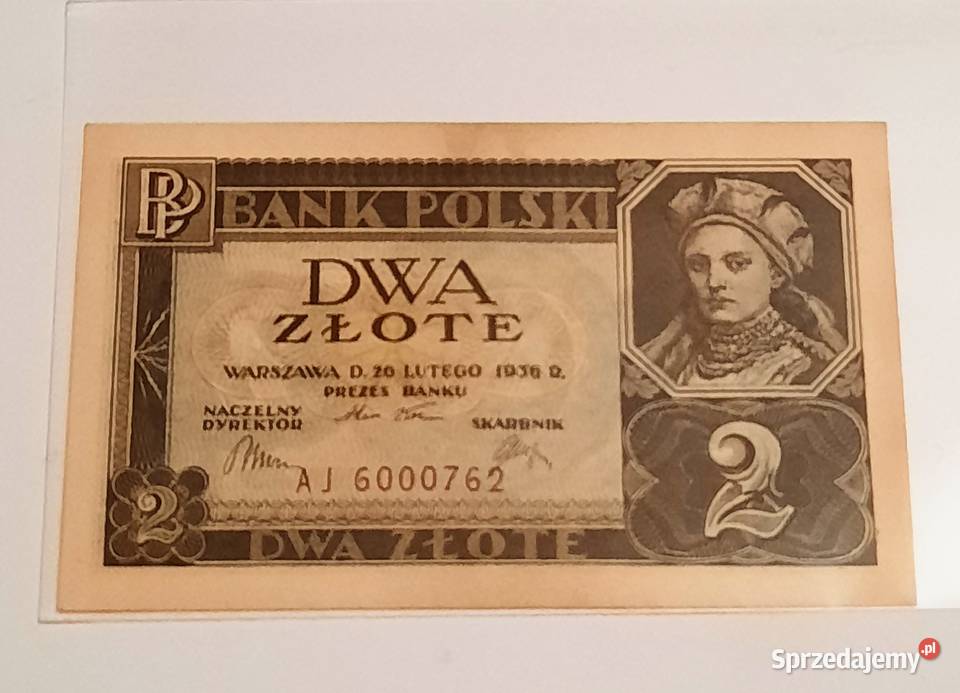 BP
BANK POLSKI
DWA
ZŁOTE
WARSZAWA D. 26 LUTEGO 1936 R.
PREZES BANKU
NACZELNY
DYREKTOR
SKARBNIK
AJ 6000762
2
2
DWA ZŁOTE
Sprzedajemy.pl